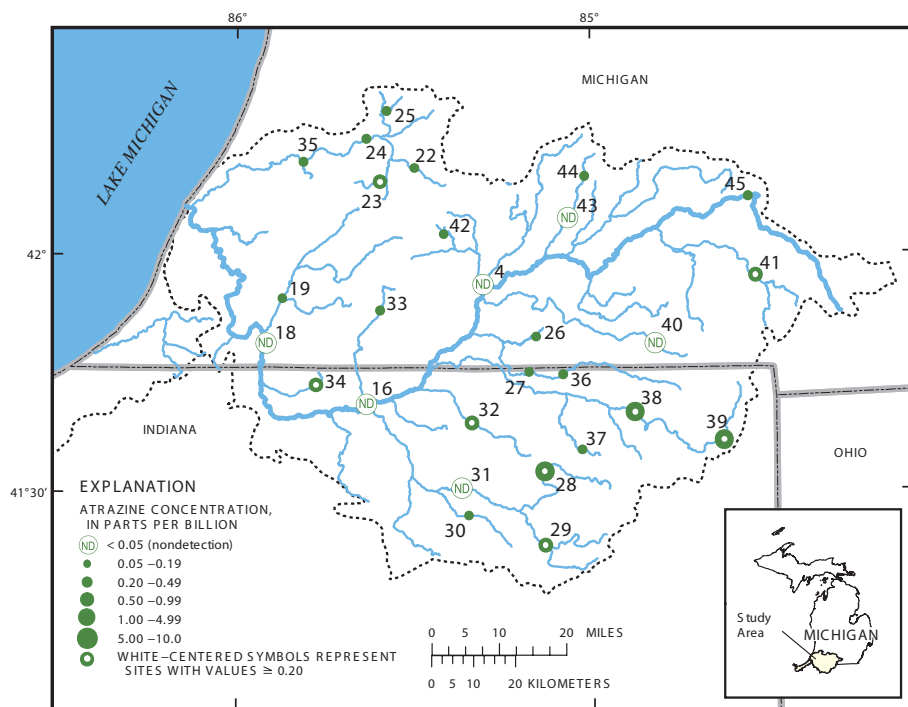 86°
85°
MICHIGAN
LAKE MICHIGAN
25
35
24
22
44
45
23
ND
43
42
42°
41
4
ND
19
33
26
40
18
ND
ND
34
16
27
36
38
ND
32
39
INDIANA
37
OHIO
28
31
41°30'
ND
30
29
EXPLANATION
ATRAZINE CONCENTRATION,
IN PARTS PER BILLION
ND < 0.05 (nondetection)
0.05 –0.19
0.20 –0.49
0.50 –0.99
1.00 –4.99
5.00 –10.0
WHITE–CENTERED SYMBOLS REPRESENT
SITES WITH VALUES ≥ 0.20
0 5 10 20 MILES
0 5 10 20 KILOMETERS
Study
Area
MICHIGAN